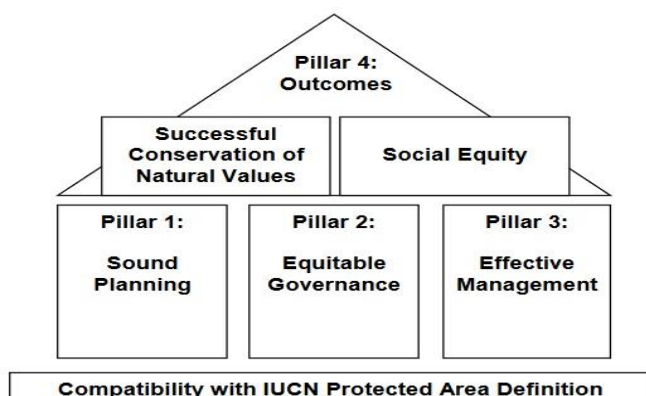 Pillar 4:
Outcomes
Successful
Conservation of
Natural Values
Social Equity
Pillar 1:
Sound
Planning
Pillar 2:
Equitable
Governance
Pillar 3:
Effective
Management
Compatibility with IUCN Protected Area Definition